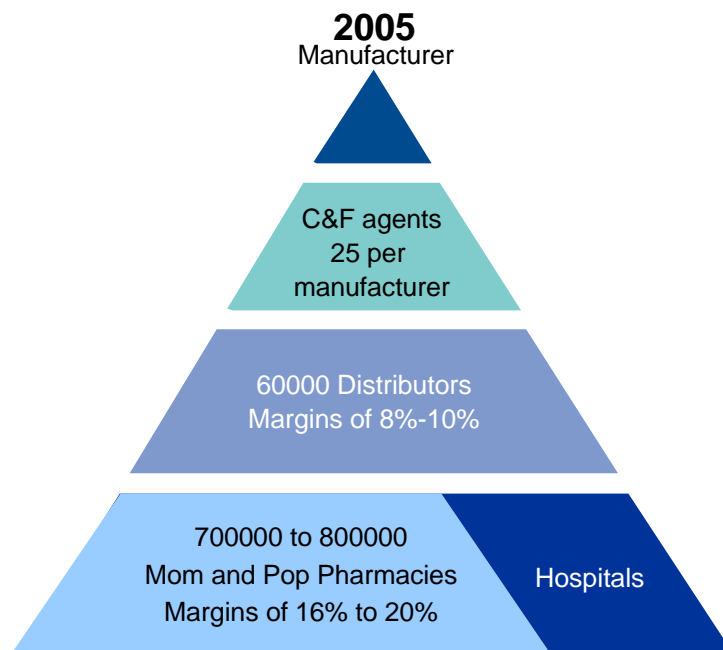 2005
Manufacturer
C&F agents
25 per
manufacturer
60000 Distributors
Margins of 8%-10%
700000 to 800000
Mom and Pop Pharmacies
Margins of 16% to 20%
Hospitals